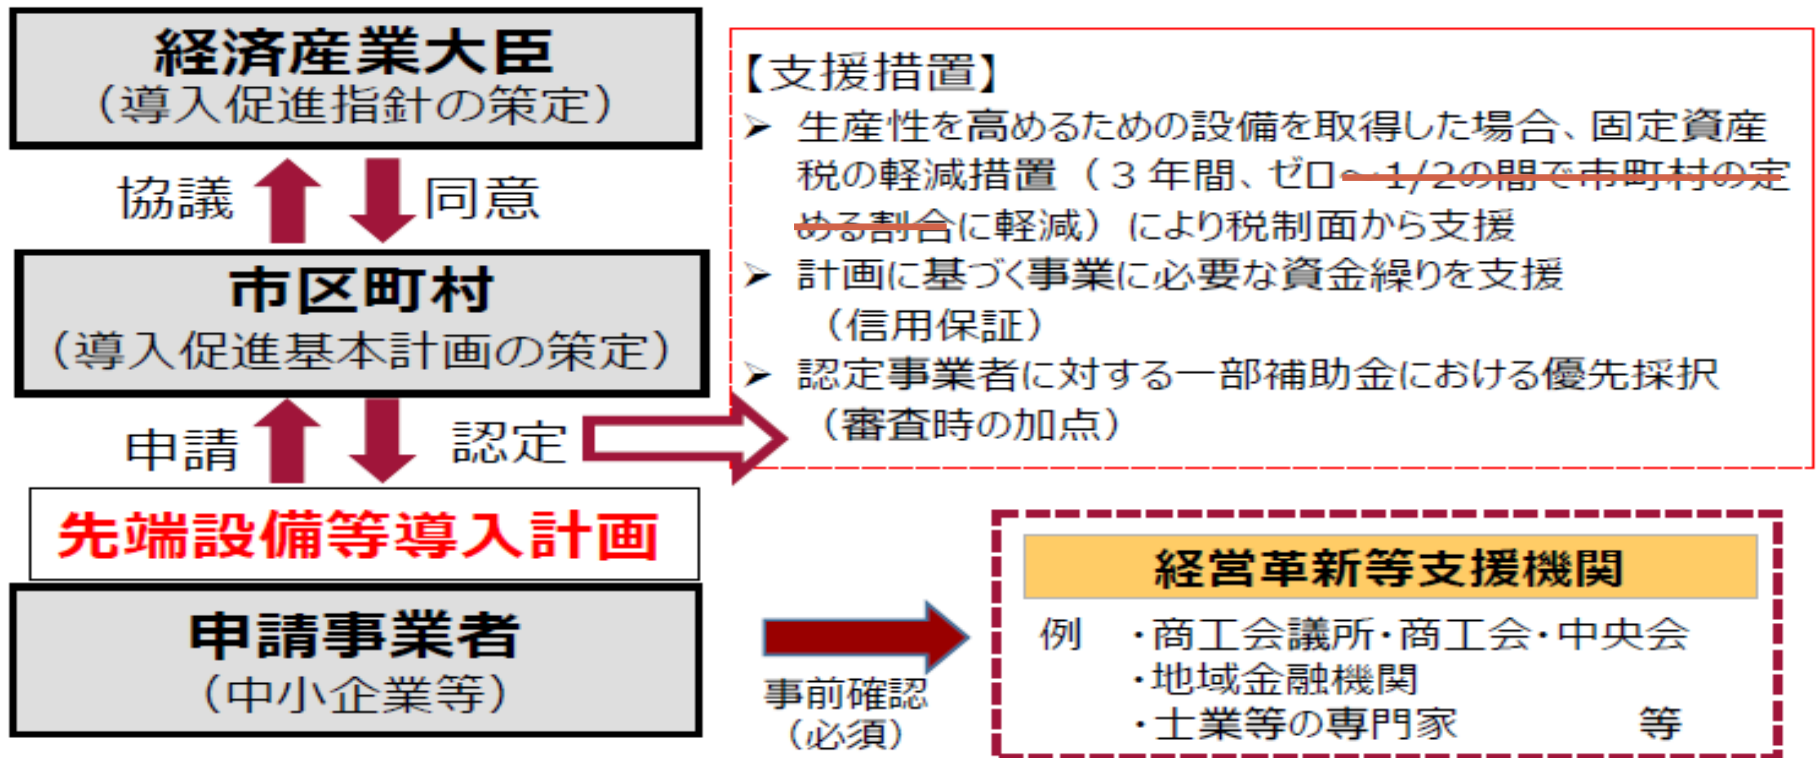 経済産業大臣
（導入促進指針の策定）
協議
同意
市区町村
（導入促進基本計画の策定）
申請
認定
先端設備等導入計画
申請事業者
（中小企業等）
【支援措置】
➢ 生産性を高めるための設備を取得した場合、固定資産
税の軽減措置（３年間、ゼロ～1/2の間で市町村の定
める割合に軽減）により税制面から支援
➢ 計画に基づく事業に必要な資金繰りを支援
（信用保証）
➢ 認定事業者に対する一部補助金における優先採択
（審査時の加点）
事前確認
（必須）
経営革新等支援機関
例 ・商工会議所・商工会・中央会
・地域金融機関
・士業等の専門家 等